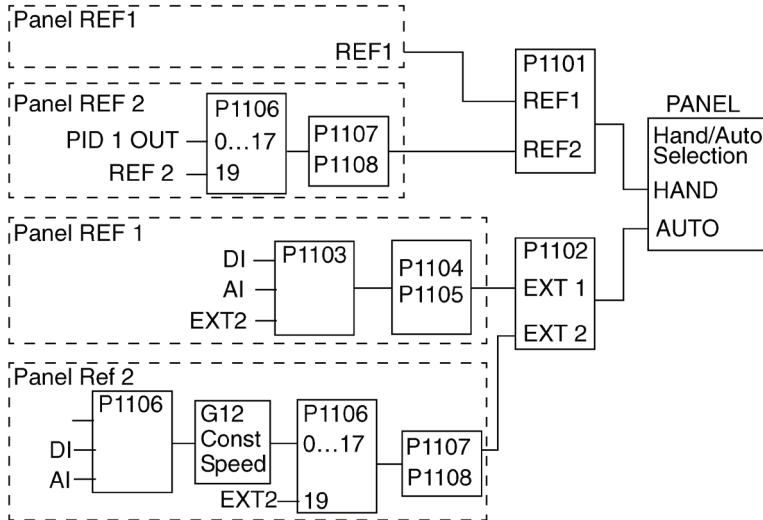 Panel REF1
REF1
Panel REF 2
P1106
PID 1 OUT
0...17
REF 2
19
P1107
P1108
P1101
REF1
REF2
PANEL
Hand/Auto
Selection
HAND
AUTO
Panel REF 1
DI
AI
EXT2
P1103
P1104
P1105
P1102
EXT 1
EXT 2
Panel Ref 2
P1106
DI
AI
G12
Const
Speed
P1106
0...17
EXT2
19
P1107
P1108